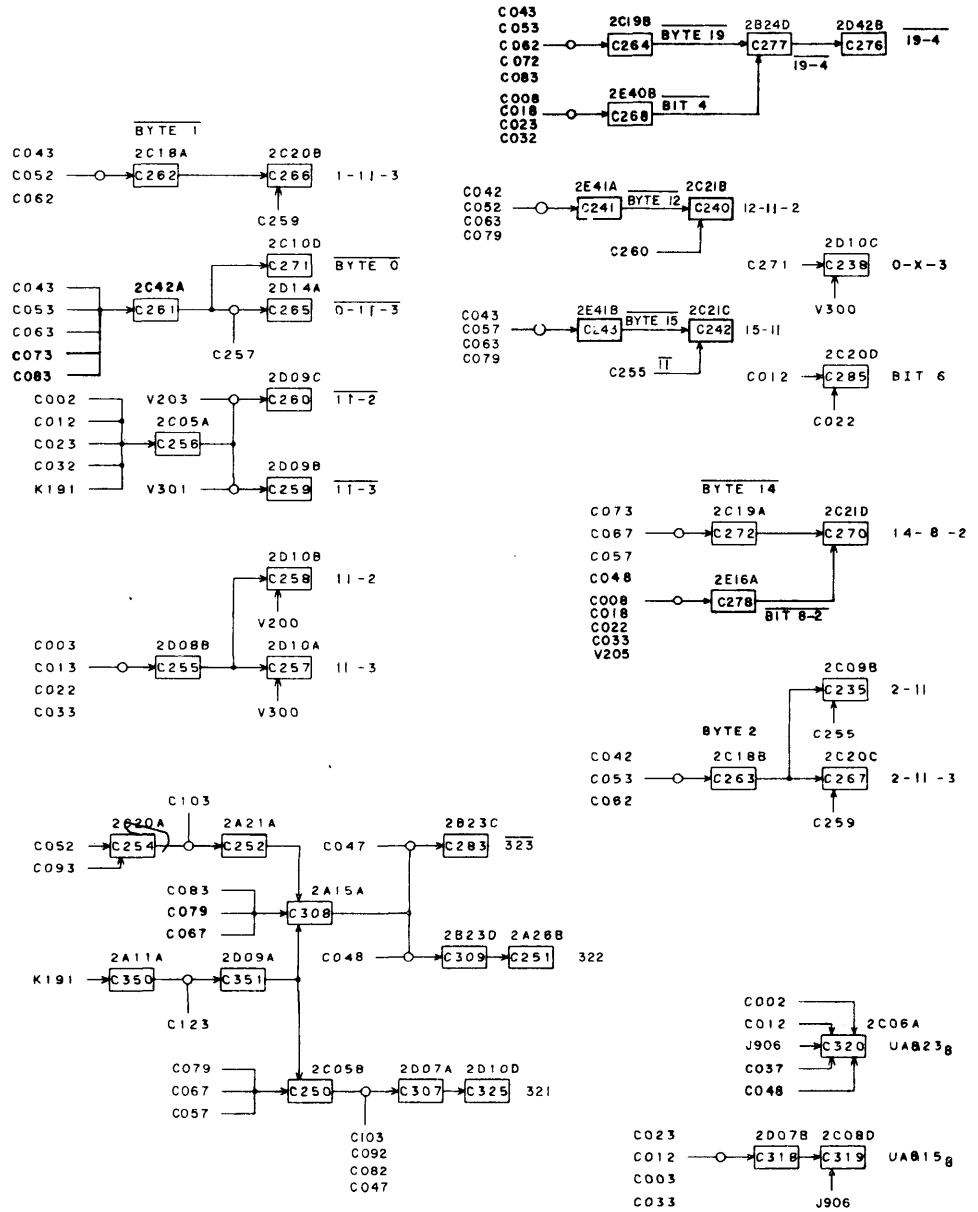 C043
C053
C062
C072
C083
2C19B
C264
BYTE 19
2B24D
C277
19-4
2D42B
C276
19-4
C008
C018
C023
C032
2E40B
C268
BIT 4
BYTE 1
C043
C052
C062
2C18A
C262
2C20B
C266
1-11-3
C259
C042
C052
C063
C079
2E41A
C241
BYTE 12
2C21B
C240
12-11-2
C260
2C10D
C271
BYTE 0
C043
C053
C063
C073
C083
2C42A
C261
2D14A
C265
0-11-3
C257
2D10C
C271
C238
0-X-3
V300
C043
C057
C063
C079
2E41B
C243
BYTE 15
2C21C
C242
15-11
C255
11
2C20D
C012
C285
BIT 6
C022
C002
C012
C023
C032
K191
2C05A
C256
V203
2D09C
C260
11-2
V301
2D09B
C259
11-3
BYTE 14
C073
C067
C057
C048
2C19A
C272
2C21D
C270
14-8-2
C008
C018
C022
C033
V205
2E16A
C278
BIT 8-2
2D10B
C258
11-2
V200
C003
C013
C022
C033
2D08B
C255
2D10A
C257
11-3
V300
2C09B
C235
2-11
C255
BYTE 2
C042
C053
C062
2C18B
C263
2C20C
C267
2-11-3
C259
C103
C052
C093
C254
2A21A
C252
C083
C079
C067
2A15A
C308
C047
2B23C
C283
323
C048
2B23D
C309
2A26B
C251
322
K191
2A11A
C350
2D09A
C351
C123
C079
C067
C057
2C05B
C250
2D07A
C307
2D10D
C325
321
C103
C092
C082
C047
C002
C012
J906
C037
C048
2C06A
C320
UA&23₈
C023
C012
C003
C033
2D07B
C318
2C08D
C319
UA&15₈
J906